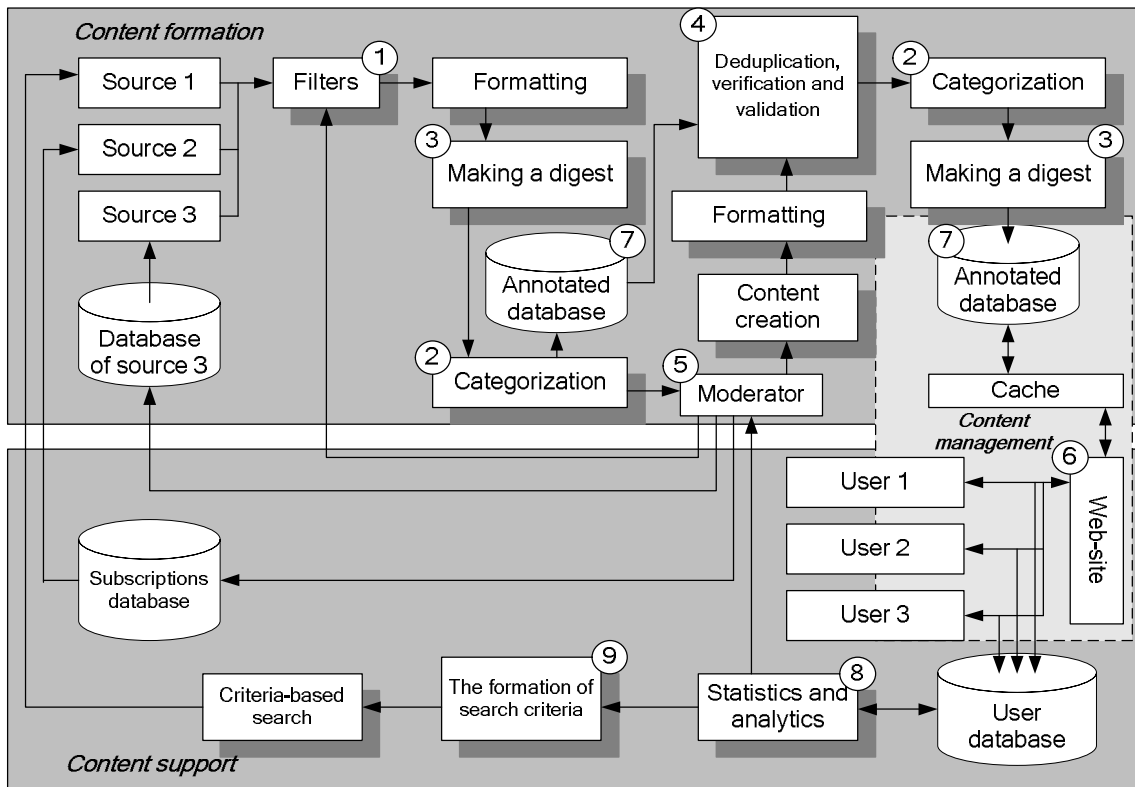 Content formation
Source 1
Source 2
Source 3
Database
of source 3
1
Filters
Formatting
3
Making a digest
7
Annotated
database
2
Categorization
5
Moderator
4
Deduplication,
verification and
validation
Formatting
Content
creation
2
Categorization
3
Making a digest
7
Annotated
database
Cache
Content
management
6
Web-site
User 1
User 2
User 3
Subscriptions
database
Criteria-based
search
9
The formation of
search criteria
8
Statistics and
analytics
User
database
Content support